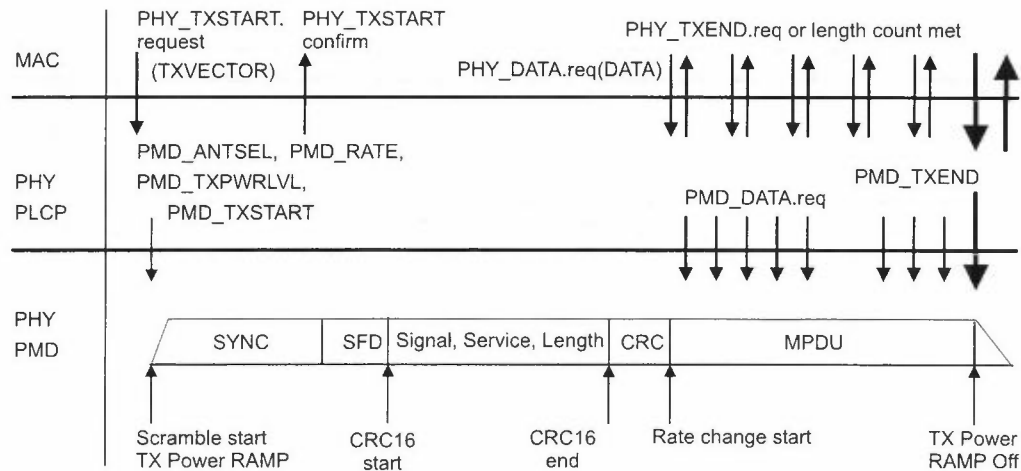 PHY_TXSTART.
request
(TXVECTOR)
PHY_TXSTART
confirm
PHY_TXEND.req or length count met
MAC
PHY_DATA.req(DATA)
PMD_ANTSEL, PMD_RATE,
PMD_TXPWRLVL,
PMD_TXSTART
PHY
PLCP
PMD_TXEND
PMD_DATA.req
PHY
PMD
SYNC
SFD
Signal, Service, Length
CRC
MPDU
Scramble start
TX Power RAMP
CRC16
start
CRC16
end
Rate change start
TX Power
RAMP Off